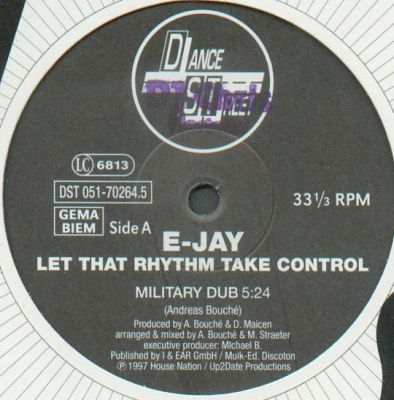 DANCE
STREET
LC 6813
DST 051-70264.5
GEMA
BIEM
Side A
33 1/3 RPM
E-JAY
LET THAT RHYTHM TAKE CONTROL
MILITARY DUB 5:24
(Andreas Bouché)
Produced by A. Bouché & D. Maicen
arranged & mixed by A. Bouché & M. Straeter
executive producer: Michael B.
Published by I & EAR GmbH / Muik-Ed. Discoton
℗ 1997 House Nation / Up2Date Productions